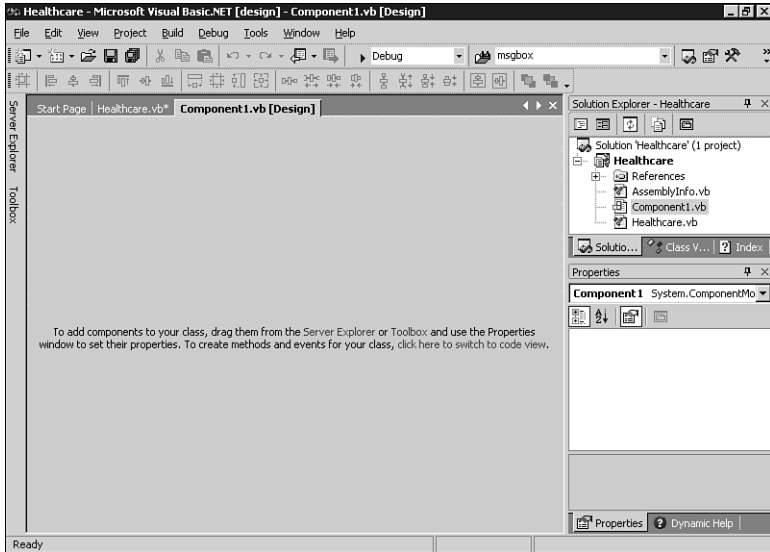 Healthcare - Microsoft Visual Basic.NET [design] - Component1.vb [Design]
File Edit View Project Build Debug Tools Window Help
Debug msgbox
Server Explorer
Toolbox
Start Page Healthcare.vb* Component1.vb [Design]
To add components to your class, drag them from the Server Explorer or Toolbox and use the Properties
window to set their properties. To create methods and events for your class, click here to switch to code view.
Solution Explorer - Healthcare
Solution 'Healthcare' (1 project)
Healthcare
References
AssemblyInfo.vb
Component1.vb
Healthcare.vb
Solutio... Class V... Index
Properties
Component1 System.ComponentMo
Properties Dynamic Help
Ready